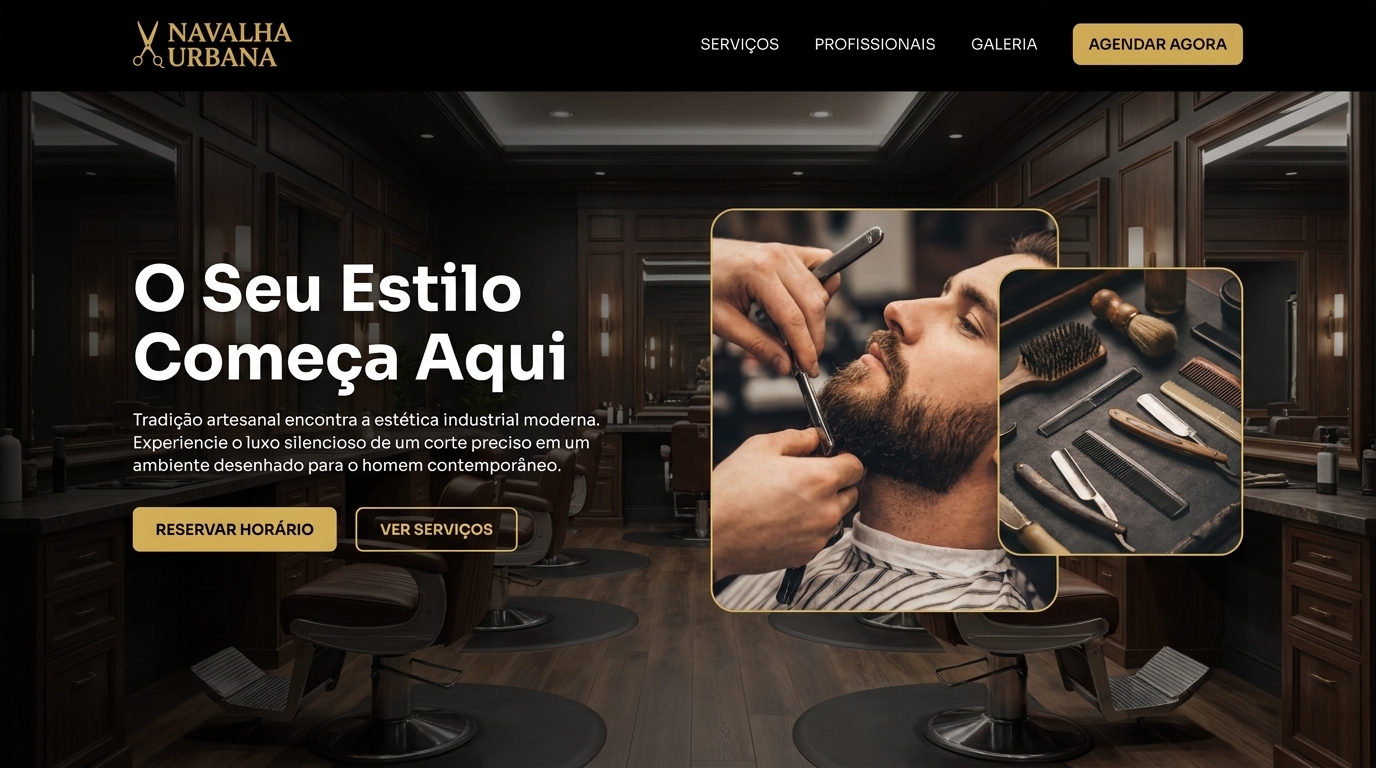 NAVALHA
URBANA
SERVIÇOS
PROFISSIONAIS
GALERIA
AGENDAR AGORA
O Seu Estilo
Começa Aqui
Tradição artesanal encontra a estética industrial moderna.
Experiencie o luxo silencioso de um corte preciso em um
ambiente desenhado para o homem contemporâneo.
RESERVAR HORÁRIO
VER SERVIÇOS